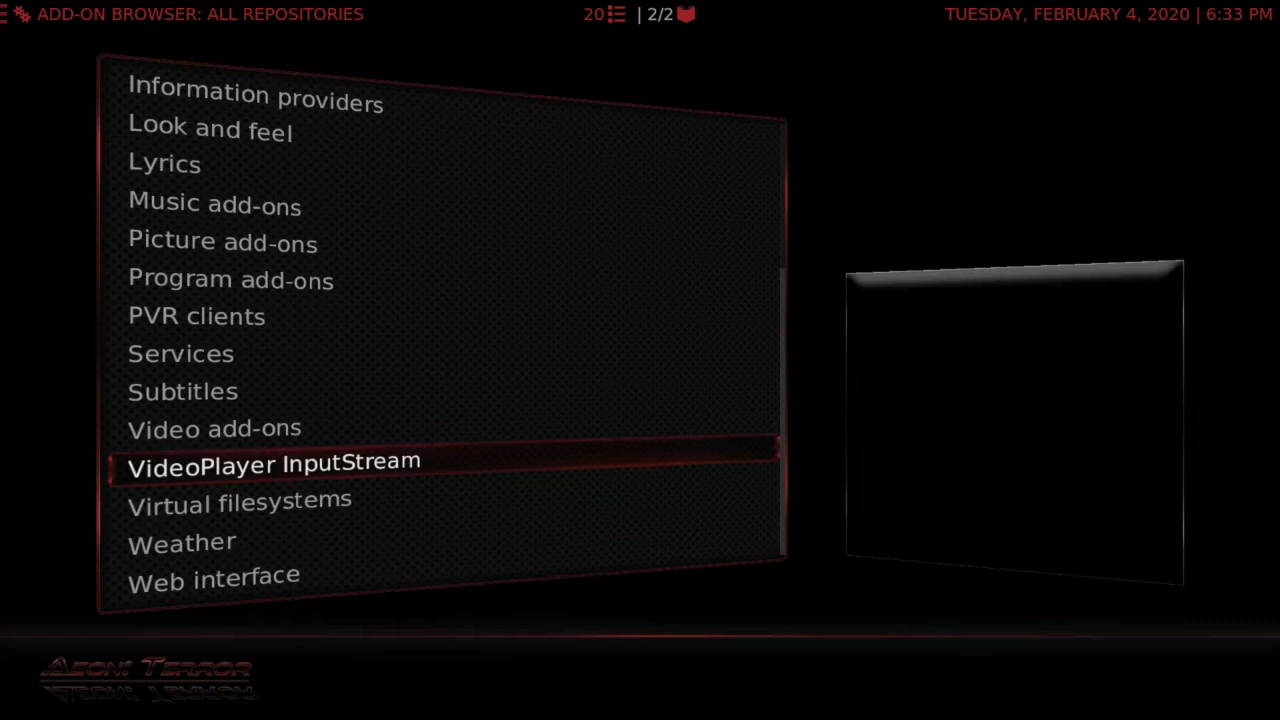 ADD-ON BROWSER: ALL REPOSITORIES
20 | 2/2
TUESDAY, FEBRUARY 4, 2020 | 6:33 PM
Information providers
Look and feel
Lyrics
Music add-ons
Picture add-ons
Program add-ons
PVR clients
Services
Subtitles
Video add-ons
VideoPlayer InputStream
Virtual filesystems
Weather
Web interface
Aeon: Terror